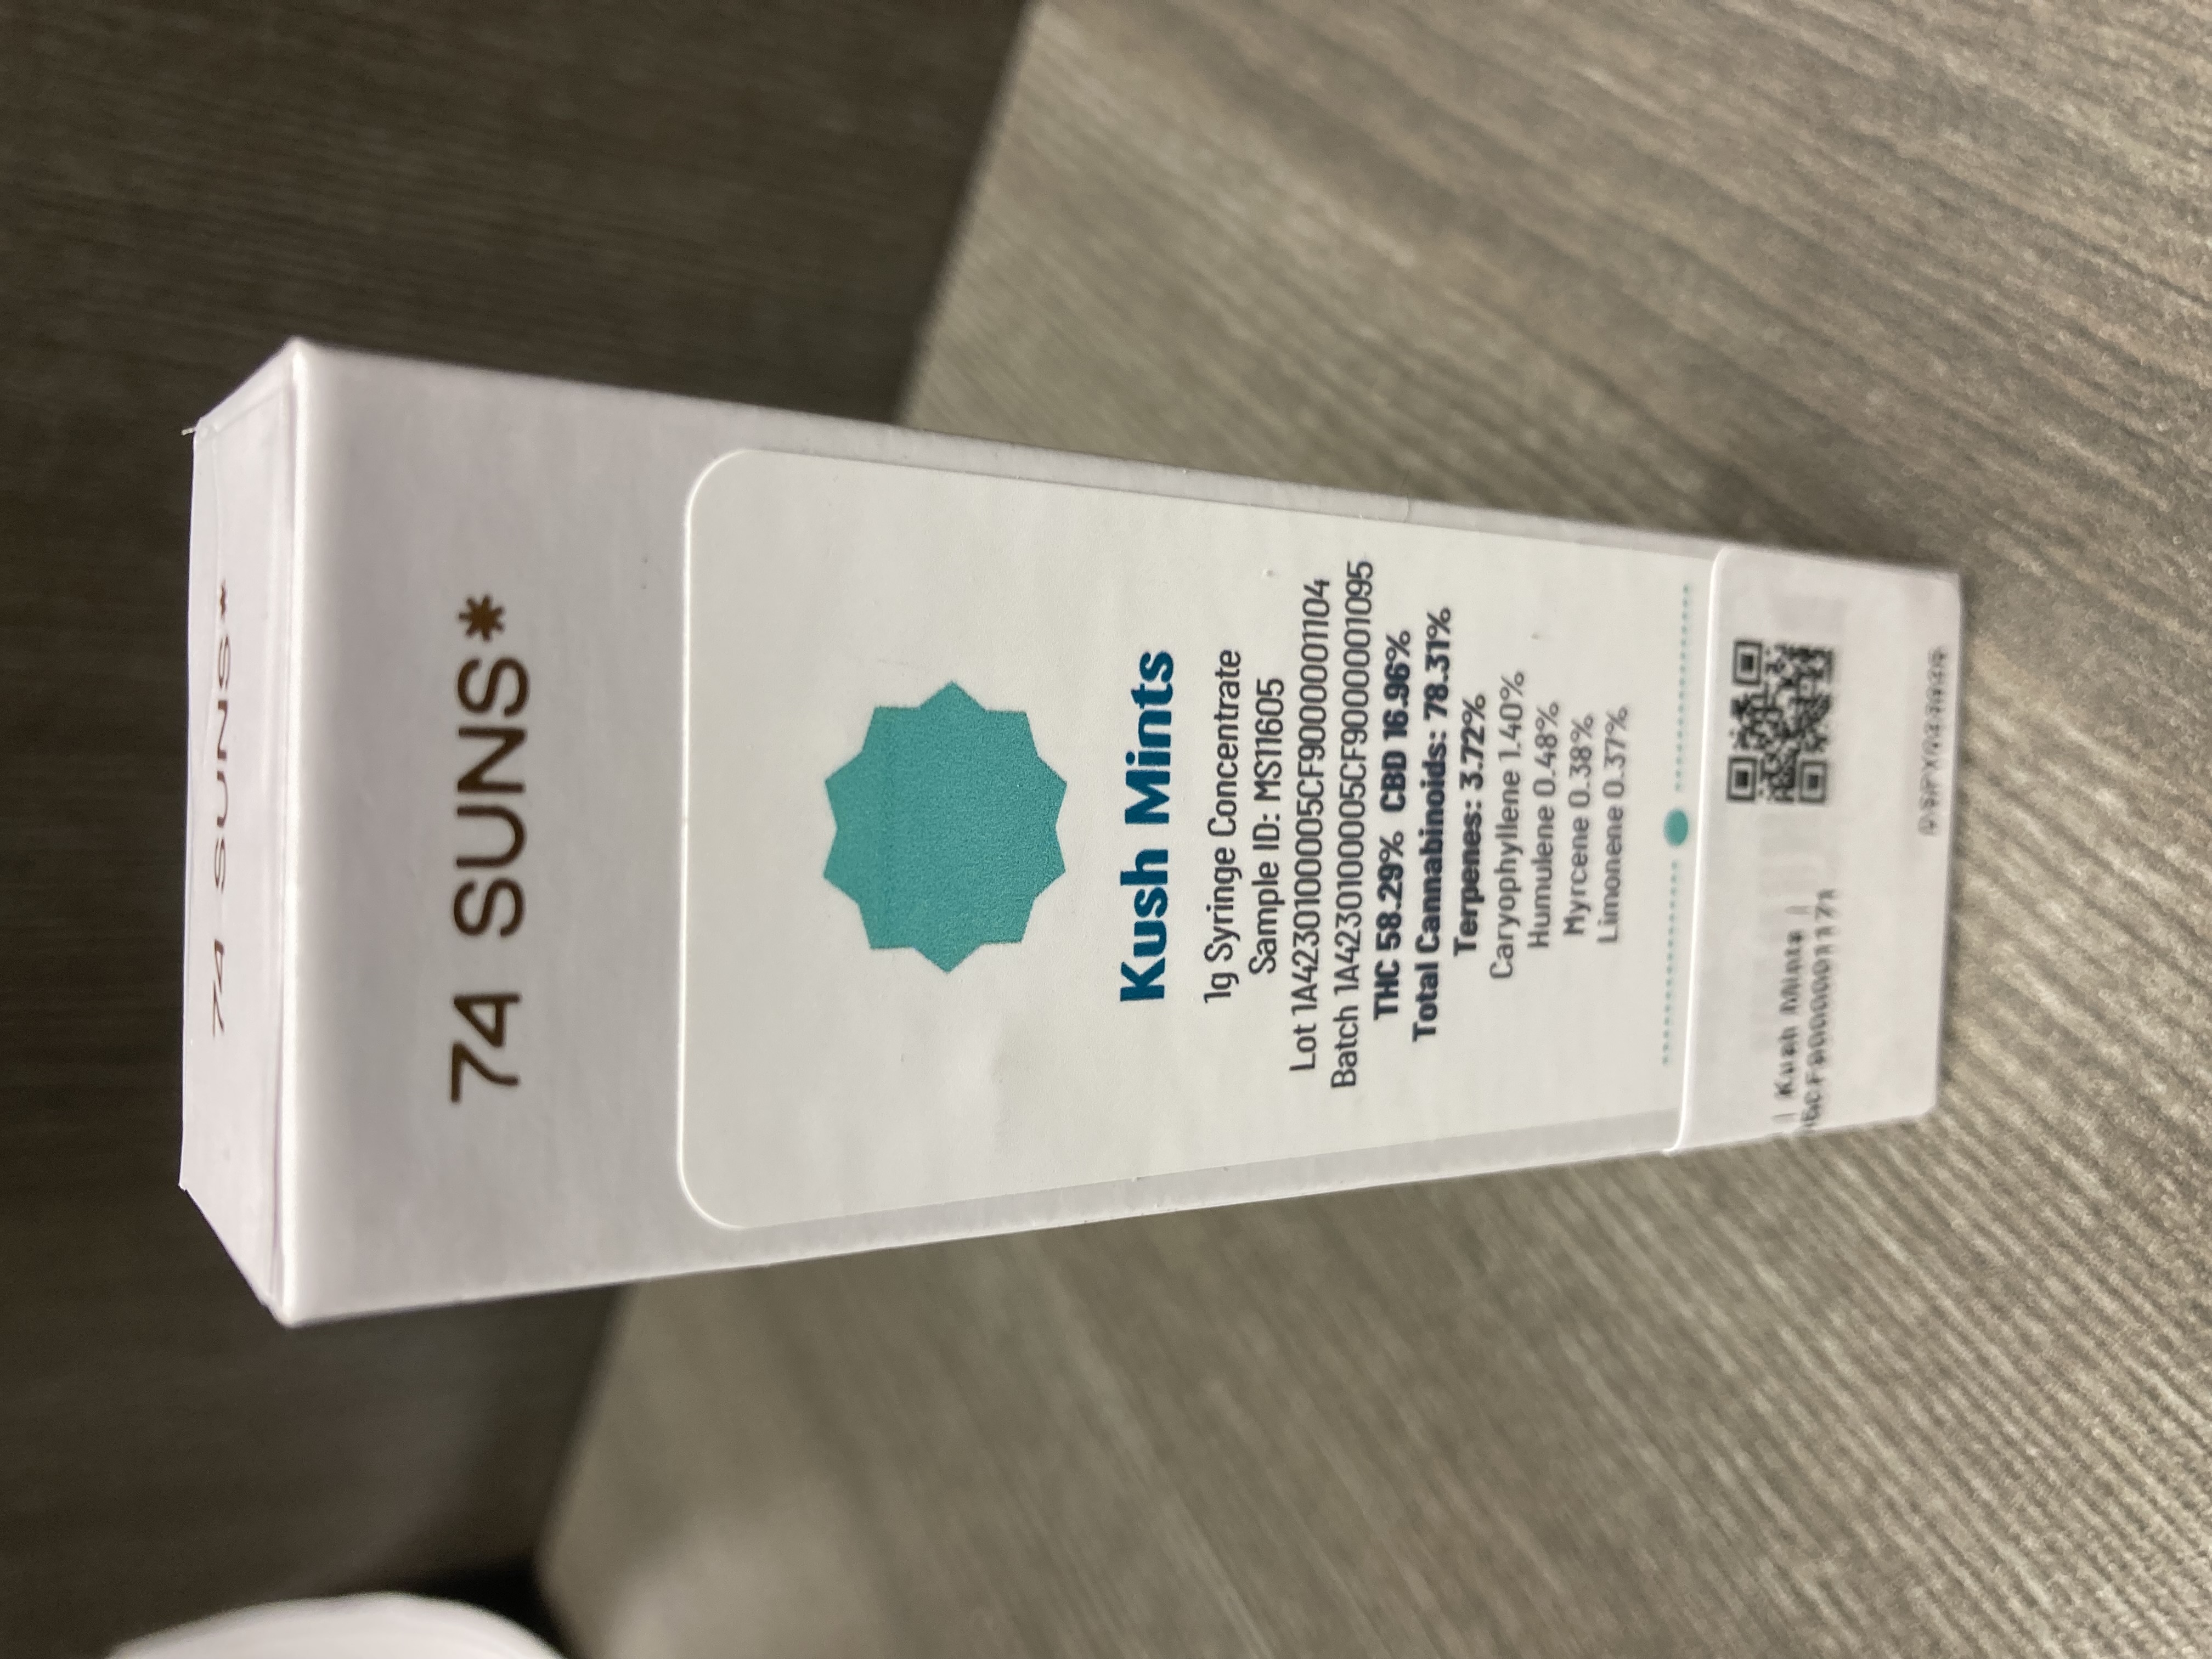 74 SUNS*
74 SUNS*
Kush Mints
1g Syringe Concentrate
Sample ID: MS11605
Lot 1A4230100005CF9000001104
Batch 1A4230100005CF9000001095
THC 58.29% CBD 16.96%
Total Cannabinoids: 78.31%
Terpenes: 3.72%
Caryophyllene 1.40%
Humulene 0.48%
Myrcene 0.38%
Limonene 0.37%
| Kush Mints |